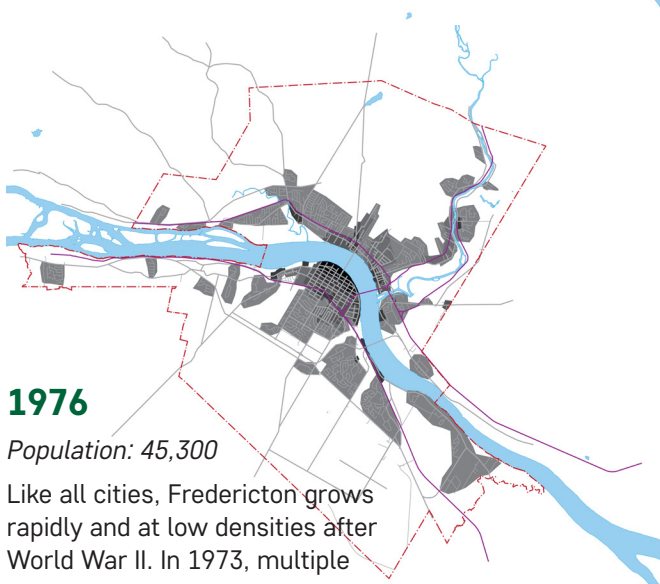 1976
Population: 45,300
Like all cities, Fredericton grows
rapidly and at low densities after
World War II. In 1973, multiple